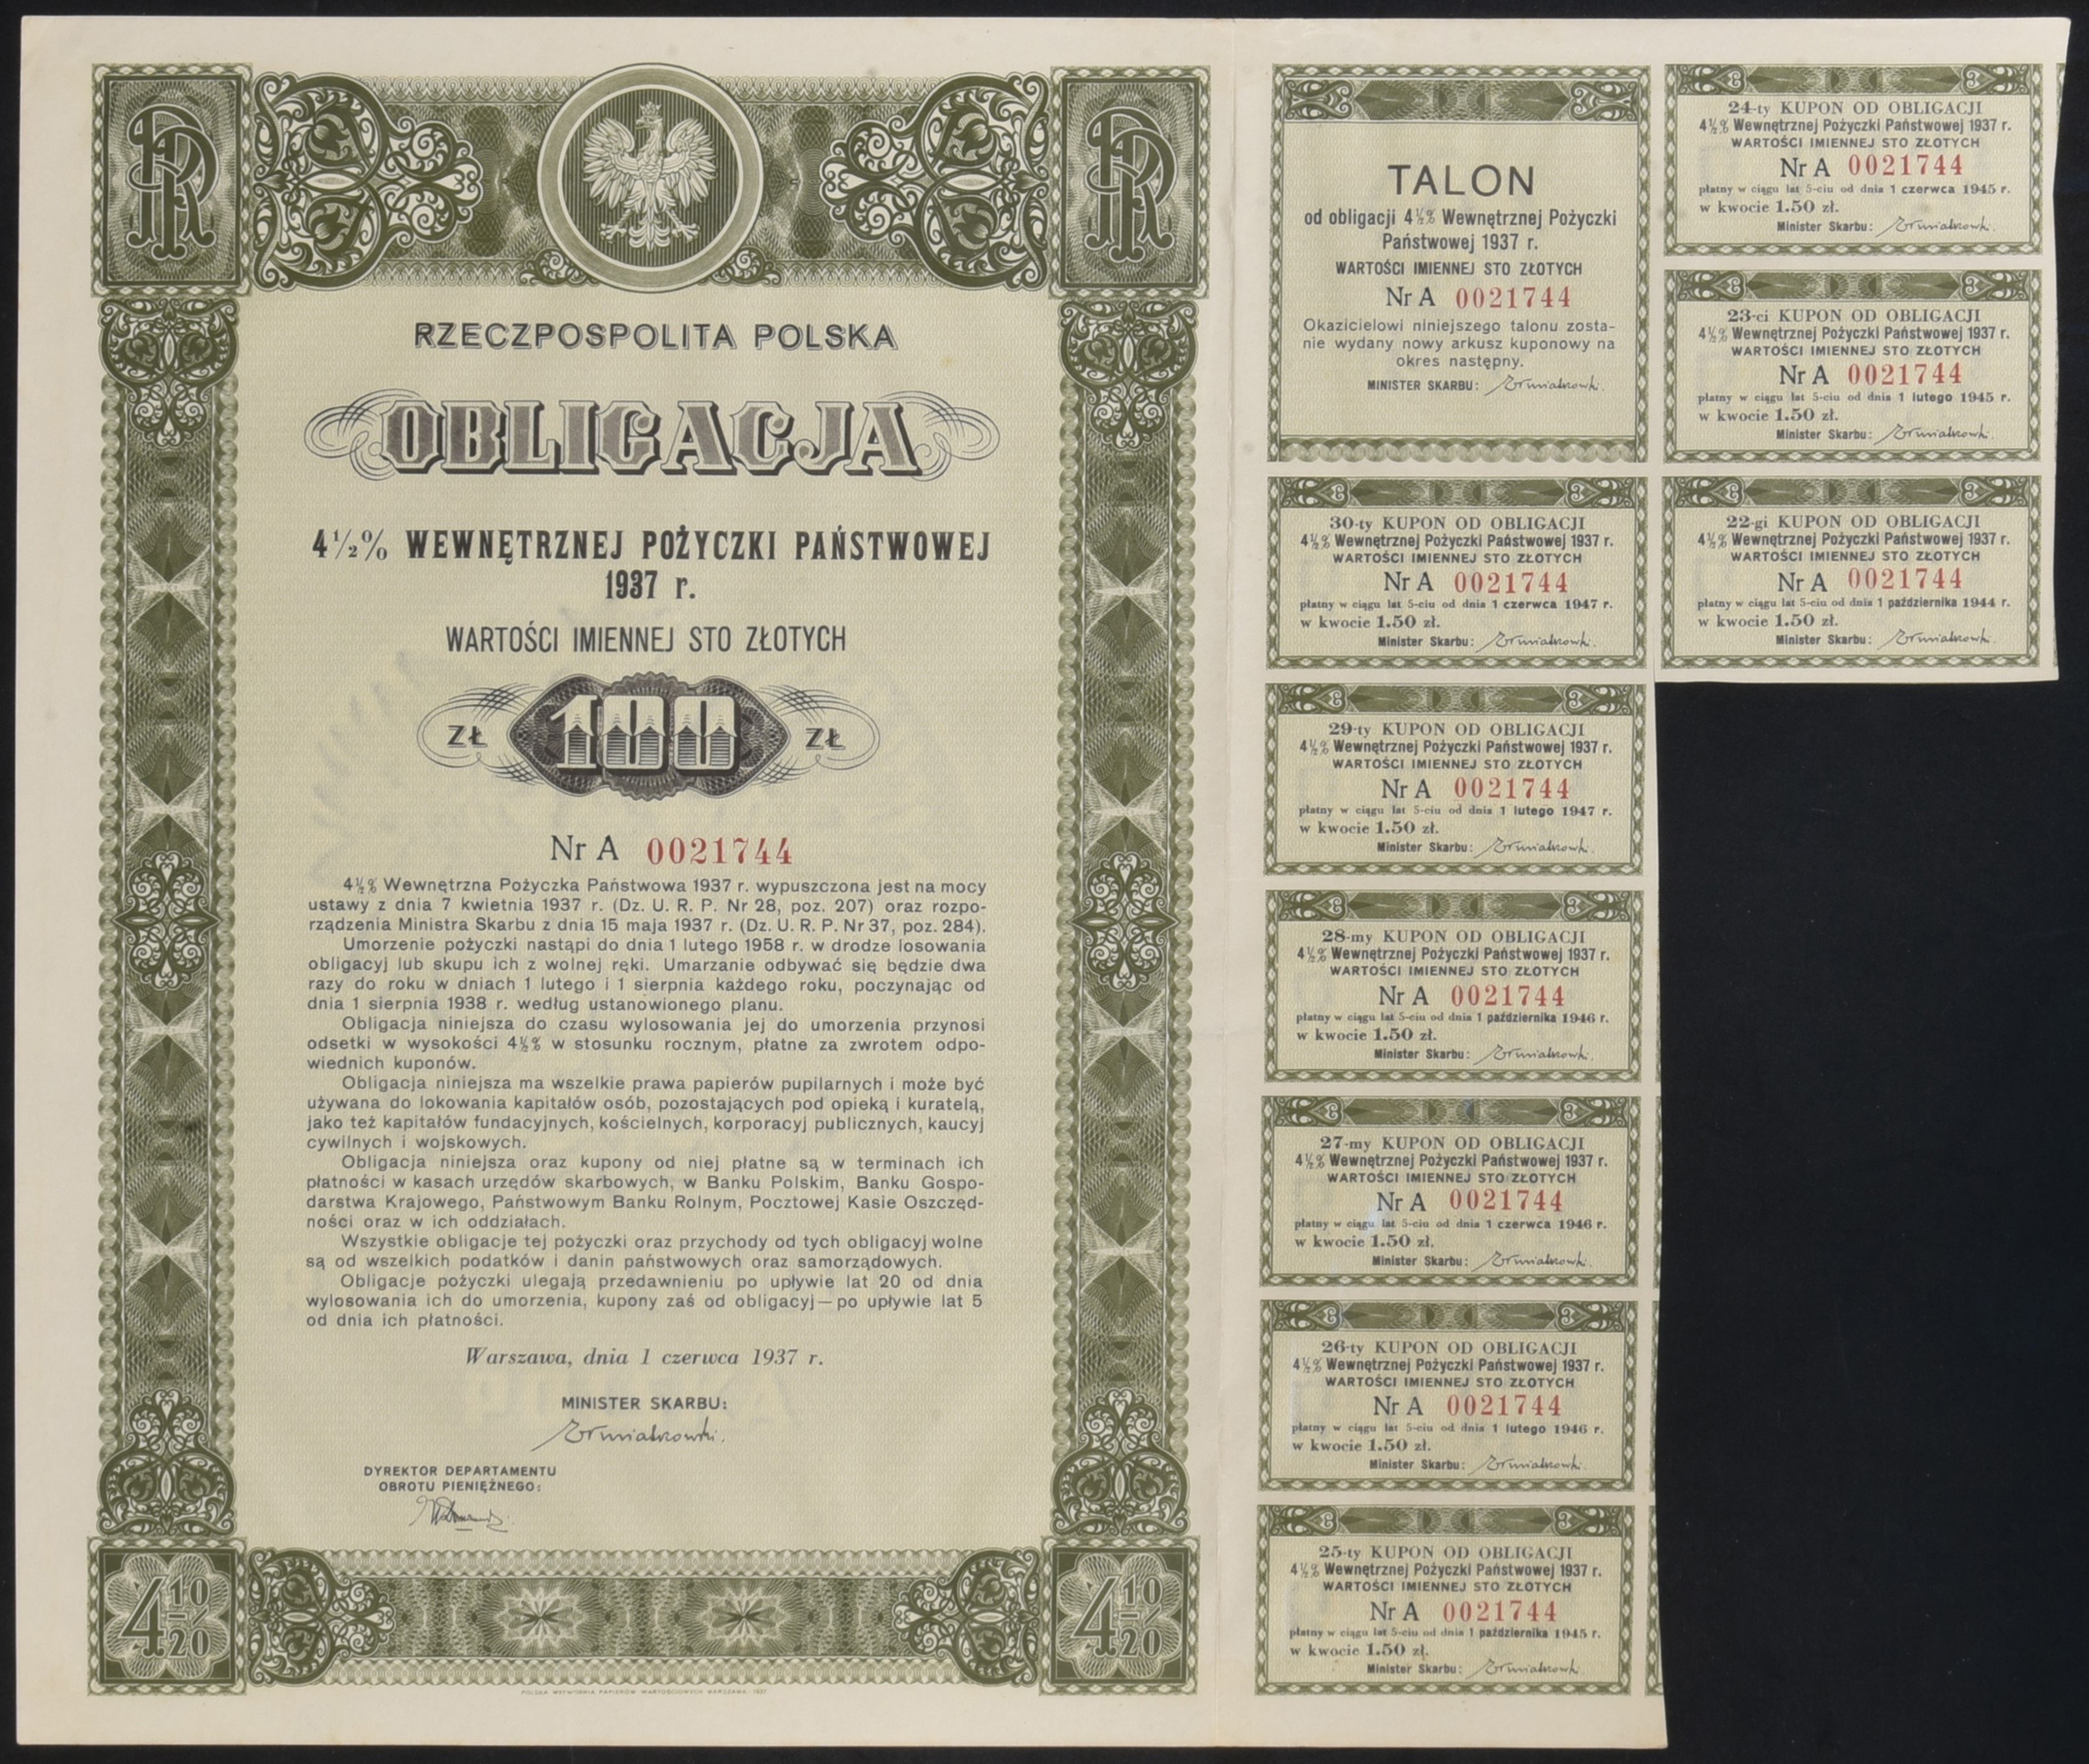 RP
RP
RZECZPOSPOLITA POLSKA
OBLIGACJA
4½% WEWNĘTRZNEJ POŻYCZKI PAŃSTWOWEJ
1937 r.
WARTOŚCI IMIENNEJ STO ZŁOTYCH
ZŁ 100 ZŁ
Nr A 0021744
4½% Wewnętrzna Pożyczka Państwowa 1937 r. wypuszczona jest na mocy
ustawy z dnia 7 kwietnia 1937 r. (Dz. U. R. P. Nr 28, poz. 207) oraz rozpo-
rządzenia Ministra Skarbu z dnia 15 maja 1937 r. (Dz. U. R. P. Nr 37, poz. 284).
Umorzenie pożyczki nastąpi do dnia 1 lutego 1958 r. w drodze losowania
obligacyj lub skupu ich z wolnej ręki. Umarzanie odbywać się będzie dwa
razy do roku w dniach 1 lutego i 1 sierpnia każdego roku, poczynając od
dnia 1 sierpnia 1938 r. według ustanowionego planu.
Obligacja niniejsza do czasu wylosowania jej do umorzenia przynosi
odsetki w wysokości 4½% w stosunku rocznym, płatne za zwrotem odpo-
wiednich kuponów.
Obligacja niniejsza ma wszelkie prawa papierów pupilarnych i może być
używana do lokowania kapitałów osób, pozostających pod opieką i kuratelą,
jako też kapitałów fundacyjnych, kościelnych, korporacyj publicznych, kaucyj
cywilnych i wojskowych.
Obligacja niniejsza oraz kupony od niej płatne są w terminach ich
płatności w kasach urzędów skarbowych, w Banku Polskim, Banku Gospo-
darstwa Krajowego, Państwowym Banku Rolnym, Pocztowej Kasie Oszczęd-
ności oraz w ich oddziałach.
Wszystkie obligacje tej pożyczki oraz przychody od tych obligacyj wolne
są od wszelkich podatków i danin państwowych oraz samorządowych.
Obligacje pożyczki ulegają przedawnieniu po upływie lat 20 od dnia
wylosowania ich do umorzenia, kupony zaś od obligacyj—po upływie lat 5
od dnia ich płatności.
Warszawa, dnia 1 czerwca 1937 r.
MINISTER SKARBU:
DYREKTOR DEPARTAMENTU
OBROTU PIENIĘŻNEGO:
4 10/20
4 10/20
POLSKA WYTWÓRNIA PAPIERÓW WARTOŚCIOWYCH WARSZAWA - 1937
TALON
od obligacji 4½% Wewnętrznej Pożyczki
Państwowej 1937 r.
WARTOŚCI IMIENNEJ STO ZŁOTYCH
Nr A 0021744
Okazicielowi niniejszego talonu zosta-
nie wydany nowy arkusz kuponowy na
okres następny.
MINISTER SKARBU:
30-ty KUPON OD OBLIGACJI
4½% Wewnętrznej Pożyczki Państwowej 1937 r.
WARTOŚCI IMIENNEJ STO ZŁOTYCH
Nr A 0021744
płatny w ciągu lat 5-ciu od dnia 1 czerwca 1947 r.
w kwocie 1.50 zł.
Minister Skarbu:
29-ty KUPON OD OBLIGACJI
4½% Wewnętrznej Pożyczki Państwowej 1937 r.
WARTOŚCI IMIENNEJ STO ZŁOTYCH
Nr A 0021744
płatny w ciągu lat 5-ciu od dnia 1 lutego 1947 r.
w kwocie 1.50 zł.
Minister Skarbu:
28-my KUPON OD OBLIGACJI
4½% Wewnętrznej Pożyczki Państwowej 1937 r.
WARTOŚCI IMIENNEJ STO ZŁOTYCH
Nr A 0021744
płatny w ciągu lat 5-ciu od dnia 1 października 1946 r.
w kwocie 1.50 zł.
Minister Skarbu:
27-my KUPON OD OBLIGACJI
4½% Wewnętrznej Pożyczki Państwowej 1937 r.
WARTOŚCI IMIENNEJ STO ZŁOTYCH
Nr A 0021744
płatny w ciągu lat 5-ciu od dnia 1 czerwca 1946 r.
w kwocie 1.50 zł.
Minister Skarbu:
26-ty KUPON OD OBLIGACJI
4½% Wewnętrznej Pożyczki Państwowej 1937 r.
WARTOŚCI IMIENNEJ STO ZŁOTYCH
Nr A 0021744
płatny w ciągu lat 5-ciu od dnia 1 lutego 1946 r.
w kwocie 1.50 zł.
Minister Skarbu:
25-ty KUPON OD OBLIGACJI
4½% Wewnętrznej Pożyczki Państwowej 1937 r.
WARTOŚCI IMIENNEJ STO ZŁOTYCH
Nr A 0021744
płatny w ciągu lat 5-ciu od dnia 1 października 1945 r.
w kwocie 1.50 zł.
Minister Skarbu:
24-ty KUPON OD OBLIGACJI
4½% Wewnętrznej Pożyczki Państwowej 1937 r.
WARTOŚCI IMIENNEJ STO ZŁOTYCH
Nr A 0021744
płatny w ciągu lat 5-ciu od dnia 1 czerwca 1945 r.
w kwocie 1.50 zł.
Minister Skarbu:
23-ci KUPON OD OBLIGACJI
4½% Wewnętrznej Pożyczki Państwowej 1937 r.
WARTOŚCI IMIENNEJ STO ZŁOTYCH
Nr A 0021744
płatny w ciągu lat 5-ciu od dnia 1 lutego 1945 r.
w kwocie 1.50 zł.
Minister Skarbu:
22-gi KUPON OD OBLIGACJI
4½% Wewnętrznej Pożyczki Państwowej 1937 r.
WARTOŚCI IMIENNEJ STO ZŁOTYCH
Nr A 0021744
płatny w ciągu lat 5-ciu od dnia 1 października 1944 r.
w kwocie 1.50 zł.
Minister Skarbu: